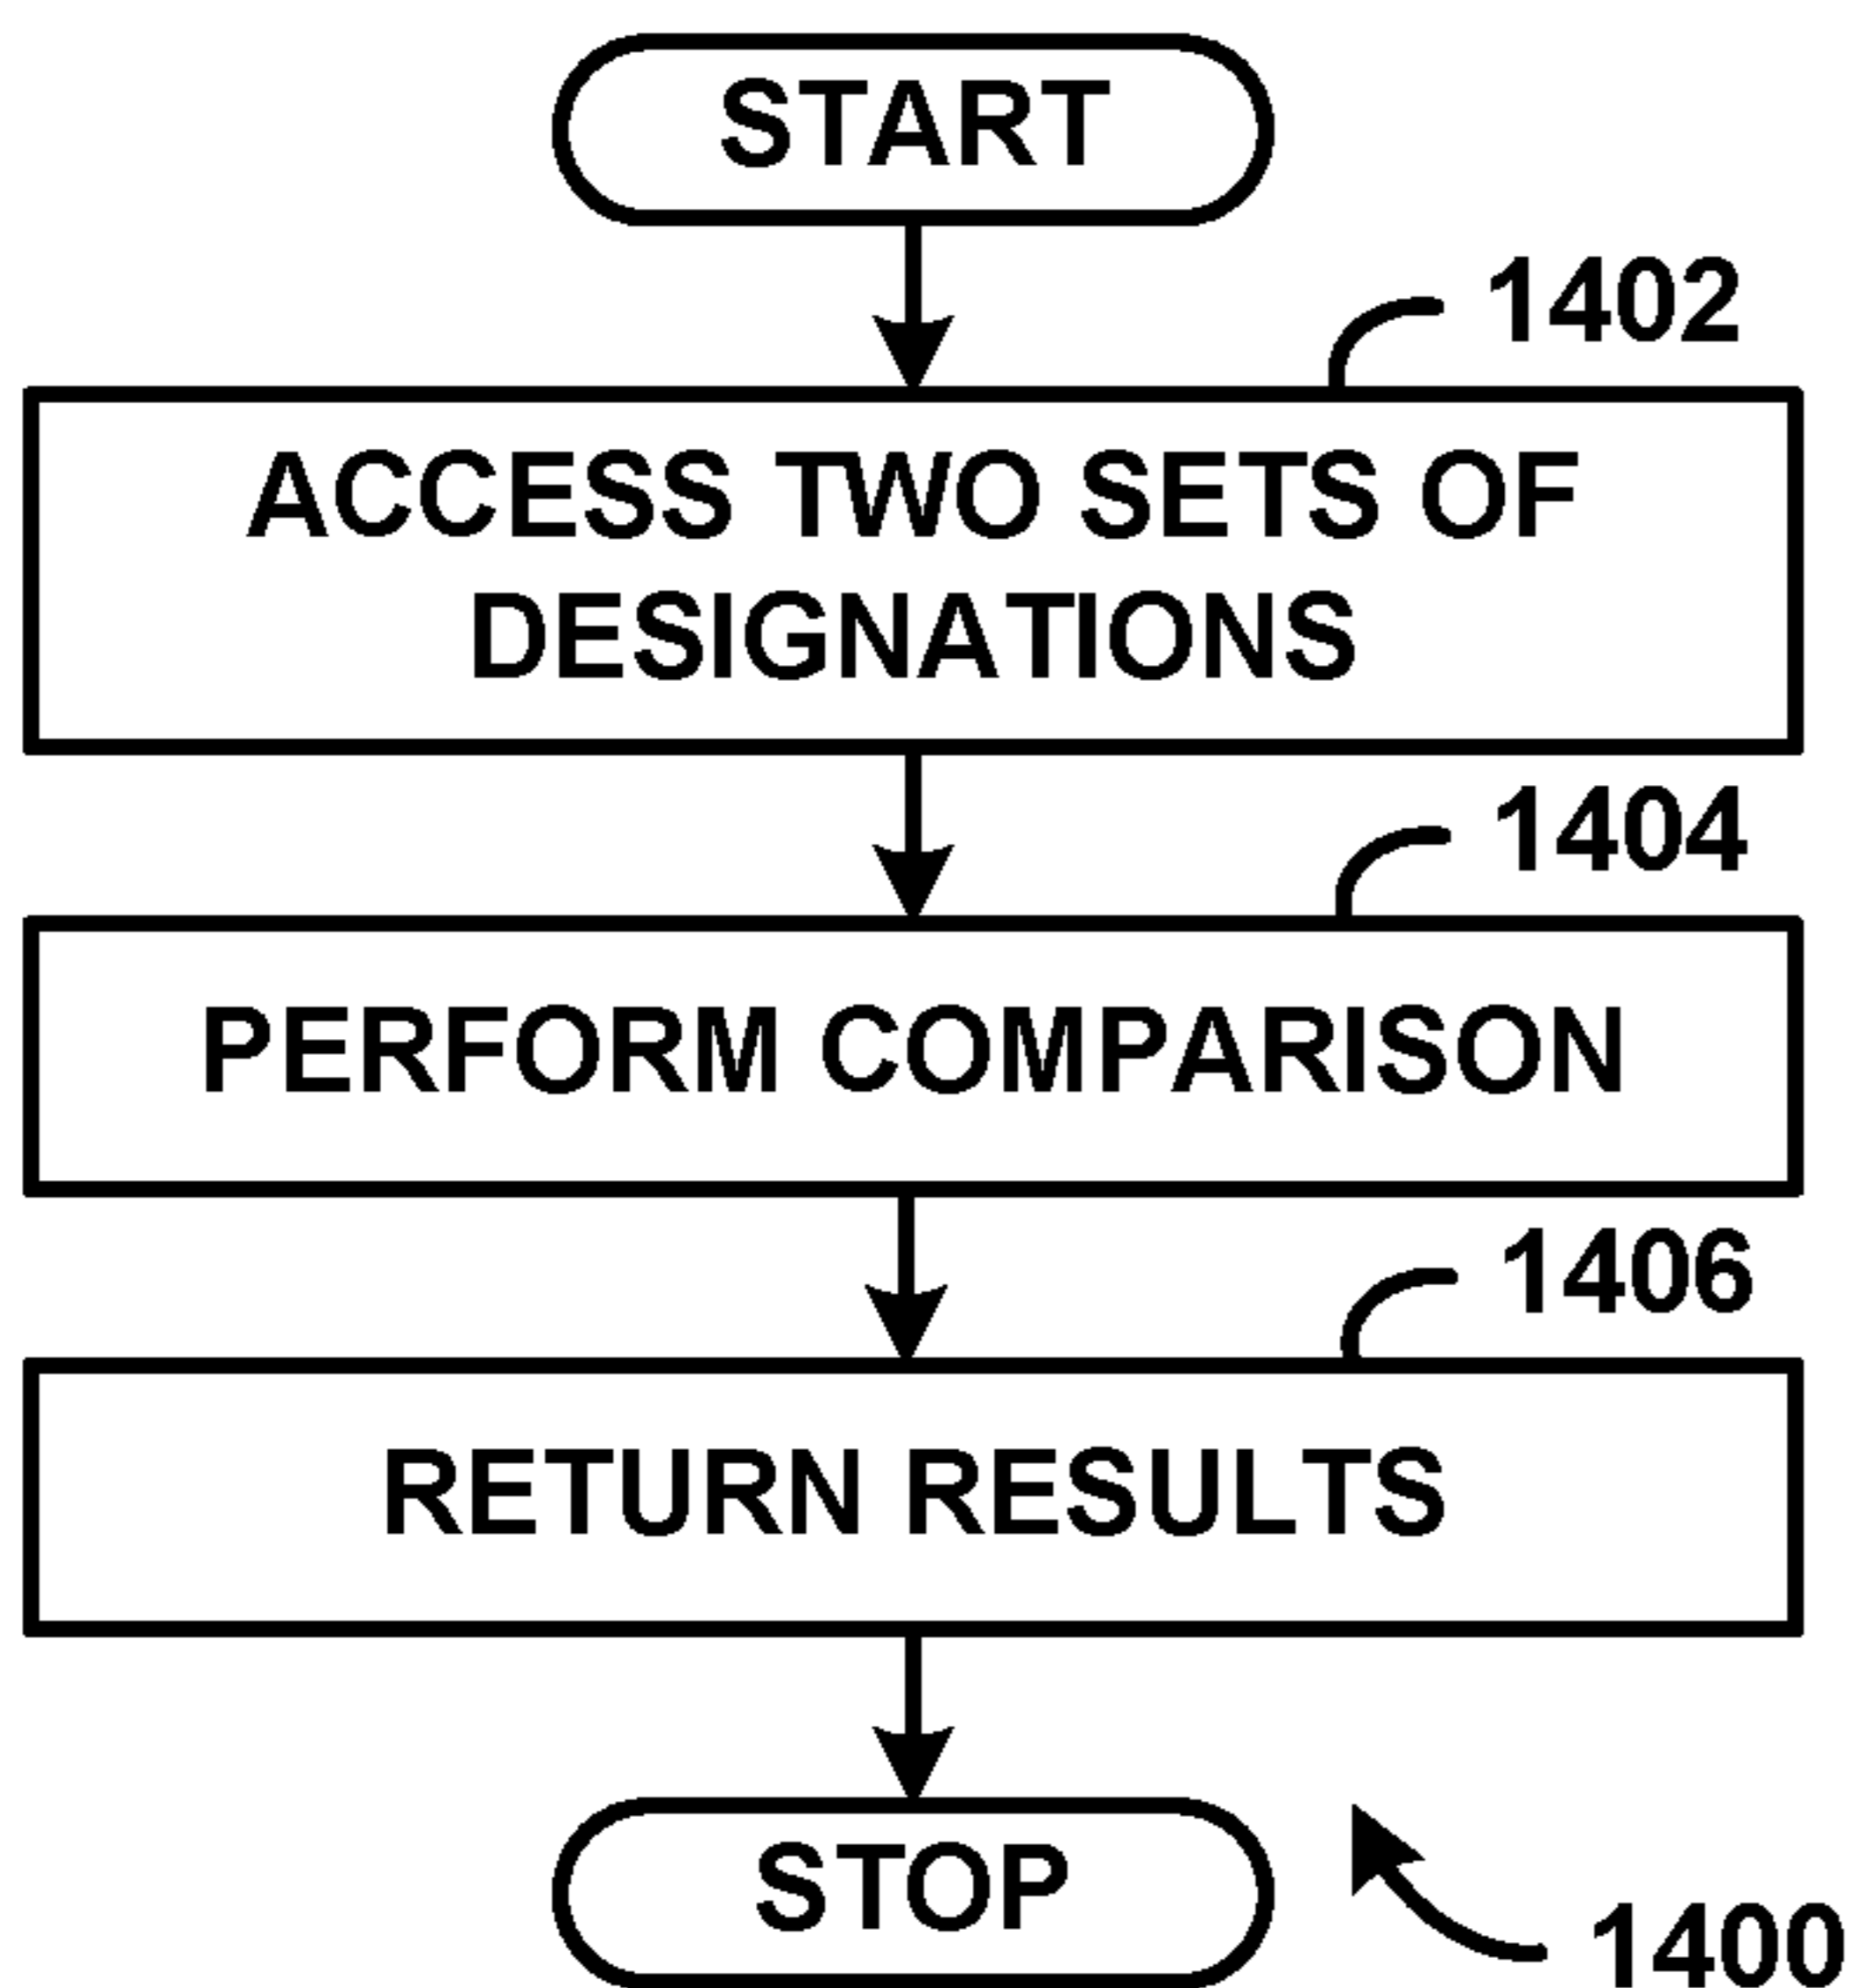 START
1402
ACCESS TWO SETS OF
DESIGNATIONS
1404
PERFORM COMPARISON
1406
RETURN RESULTS
STOP
1400